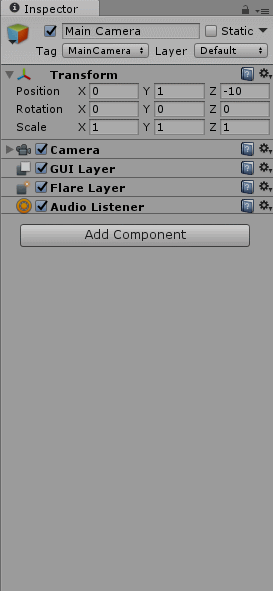 Inspector
Main Camera Static
Tag MainCamera Layer Default
Transform
Position X 0 Y 1 Z -10
Rotation X 0 Y 0 Z 0
Scale X 1 Y 1 Z 1
Camera
GUI Layer
Flare Layer
Audio Listener
Add Component